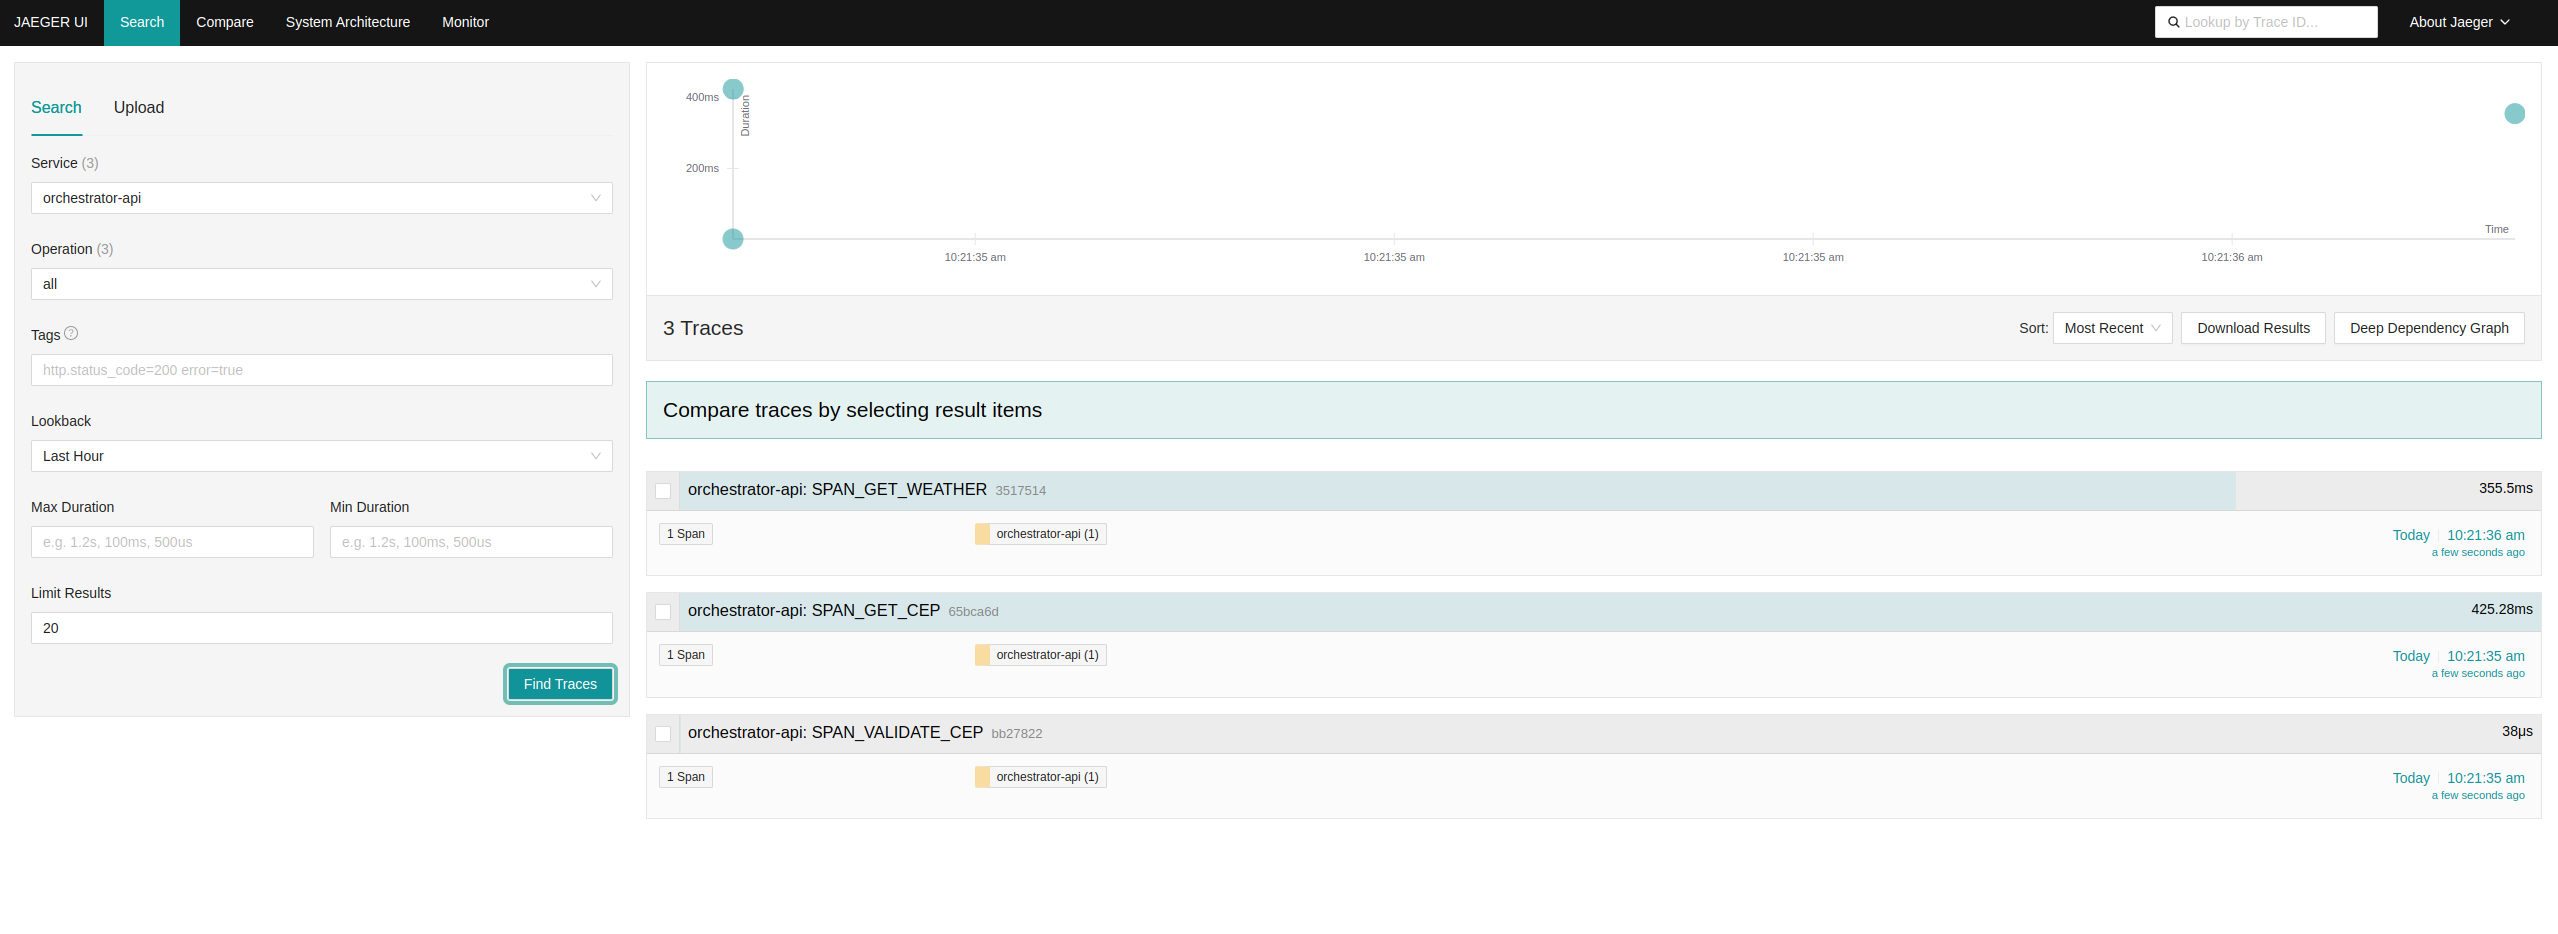 JAEGER UI Search Compare System Architecture Monitor Lookup by Trace ID... About Jaeger
Search Upload
Service (3)
orchestrator-api
Operation (3)
all
Tags ?
http.status_code=200 error=true
Lookback
Last Hour
Max Duration Min Duration
e.g. 1.2s, 100ms, 500us e.g. 1.2s, 100ms, 500us
Limit Results
20
Find Traces
400ms
Duration
200ms
Time
10:21:35 am 10:21:35 am 10:21:35 am 10:21:36 am
3 Traces Sort: Most Recent Download Results Deep Dependency Graph
Compare traces by selecting result items
orchestrator-api: SPAN_GET_WEATHER 3517514 355.5ms
1 Span orchestrator-api (1) Today 10:21:36 am
a few seconds ago
orchestrator-api: SPAN_GET_CEP 65bca6d 425.28ms
1 Span orchestrator-api (1) Today 10:21:35 am
a few seconds ago
orchestrator-api: SPAN_VALIDATE_CEP bb27822 38μs
1 Span orchestrator-api (1) Today 10:21:35 am
a few seconds ago